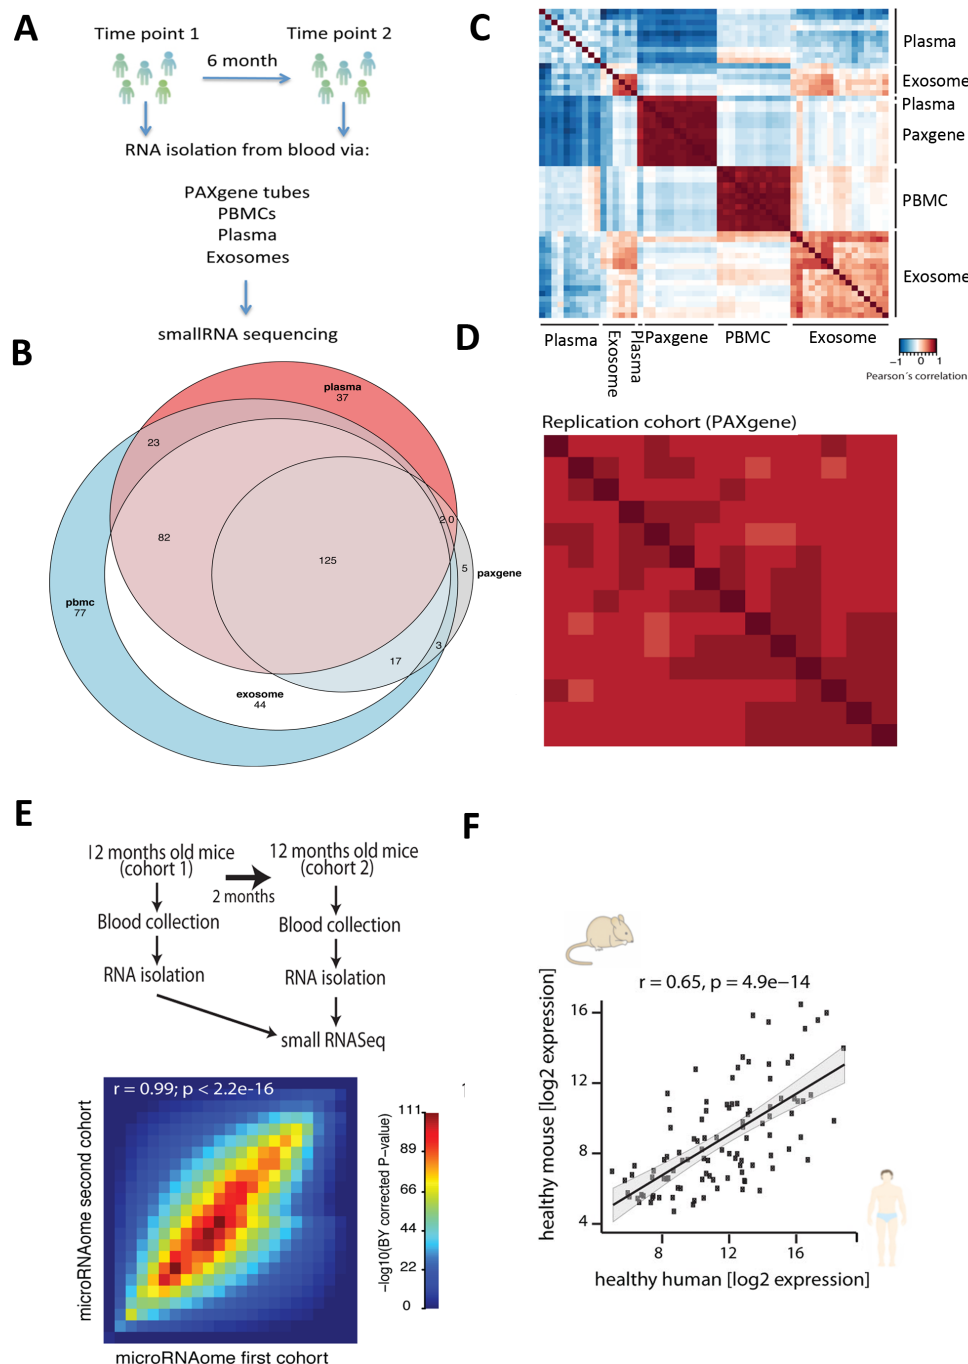 A
Time point 1
Time point 2
6 month
RNA isolation from blood via:
PAXgene tubes
PBMCs
Plasma
Exosomes
smallRNA sequencing
B
plasma
37
23
82
125
2
0
5
paxgene
pbmc
77
3
17
exosome
44
C
Plasma
Exosome
Plasma
Paxgene
PBMC
Exosome
Plasma
Exosome
Plasma
Paxgene
PBMC
Exosome
-1
0
1
Pearson´s correlation
D
Replication cohort (PAXgene)
E
12 months old mice
(cohort 1)
12 months old mice
(cohort 2)
2 months
Blood collection
Blood collection
RNA isolation
RNA isolation
small RNASeq
r = 0.99; p < 2.2e-16
microRNAome second cohort
microRNAome first cohort
111
89
66
44
22
0
-log10(BY corrected P-value)
F
r = 0.65, p = 4.9e-14
healthy mouse [log2 expression]
16
12
8
4
8
12
16
healthy human [log2 expression]